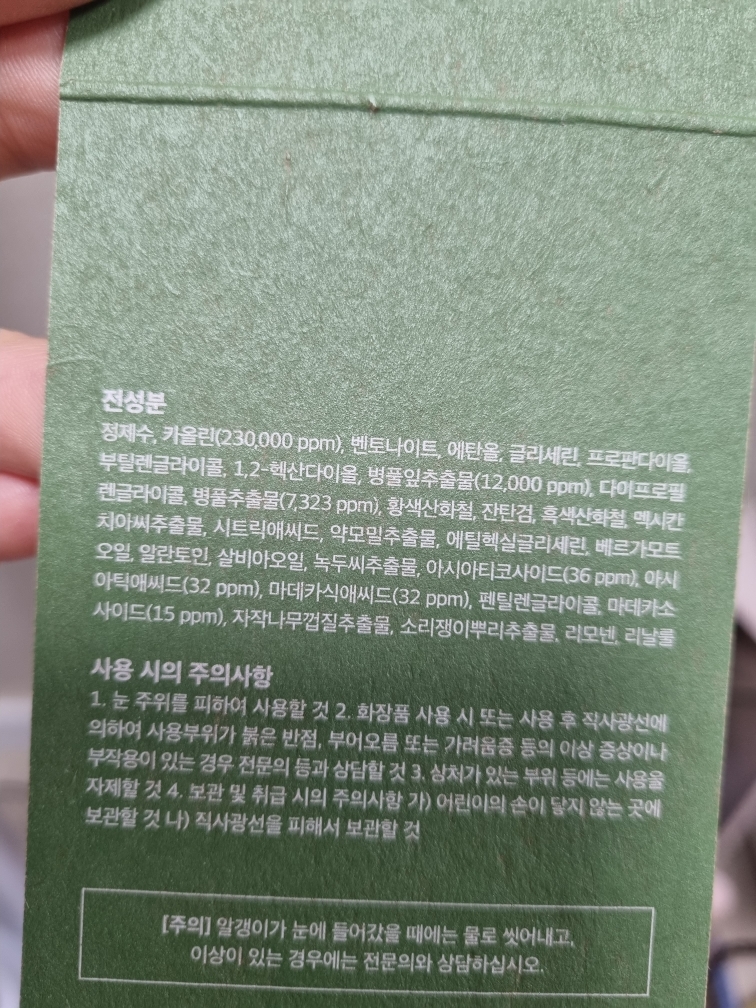 전성분
정제수, 카올린(230,000 ppm), 벤토나이트, 에탄올, 글리세린, 프로판다이올,
부틸렌글라이콜, 1,2-헥산다이올, 병풀잎추출물(12,000 ppm), 다이프로필
렌글라이콜, 병풀추출물(7,323 ppm), 황색산화철, 잔탄검, 흑색산화철, 멕시칸
치아씨추출물, 시트릭애씨드, 약모밀추출물, 에틸헥실글리세린, 베르가모트
오일, 알란토인, 살비아오일, 녹두씨추출물, 아시아티코사이드(36 ppm), 아시
아틱애씨드(32 ppm), 마데카식애씨드(32 ppm), 펜틸렌글라이콜, 마데카소
사이드(15 ppm), 자작나무껍질추출물, 소리쟁이뿌리추출물, 리모넨, 리날룰
사용 시의 주의사항
1. 눈 주위를 피하여 사용할 것 2. 화장품 사용 시 또는 사용 후 직사광선에
의하여 사용부위가 붉은 반점, 부어오름 또는 가려움증 등의 이상 증상이나
부작용이 있는 경우 전문의 등과 상담할 것 3. 상처가 있는 부위 등에는 사용을
자제할 것 4. 보관 및 취급 시의 주의사항 가) 어린이의 손이 닿지 않는 곳에
보관할 것 나) 직사광선을 피해서 보관할 것
[주의] 알갱이가 눈에 들어갔을 때에는 물로 씻어내고,
이상이 있는 경우에는 전문의와 상담하십시오.